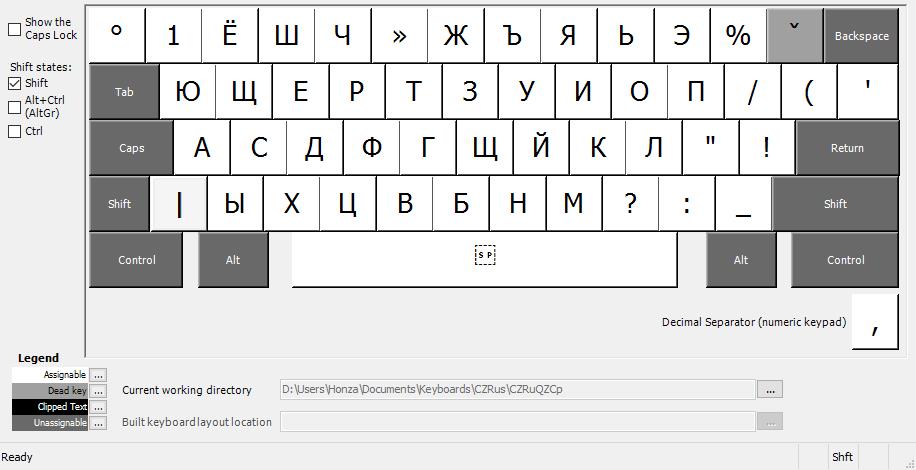 Show the Caps Lock
° 1 Ё Ш Ч » Ж Ъ Я Ь Э % ˇ Backspace
Shift states:
Shift
Alt+Ctrl (AltGr)
Ctrl
Tab Ю Щ Е Р Т З У И О П / ( '
Caps А С Д Ф Г Щ Й К Л " ! Return
Shift | Ы Х Ц В Б Н М ? : _ Shift
Control Alt SP Alt Control
Decimal Separator (numeric keypad) ,
Legend
Assignable ...
Dead key ...
Clipped Text ...
Unassignable ...
Current working directory D:\Users\Honza\Documents\Keyboards\CZRus\CZRuQZCp ...
Built keyboard layout location ...
Ready Shft